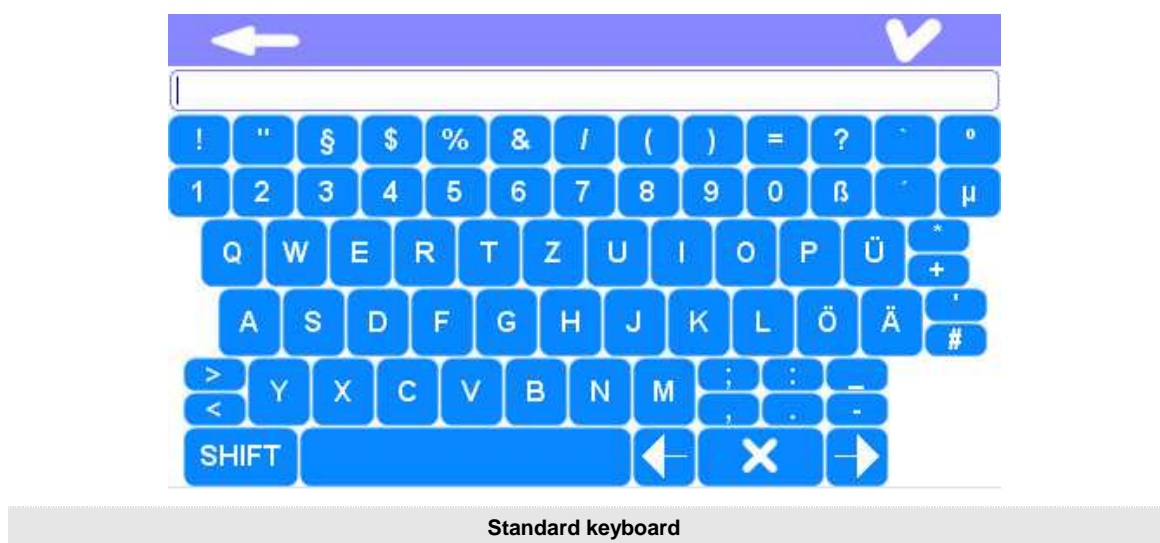 ! " § $ % & / ( ) = ? ` º
1 2 3 4 5 6 7 8 9 0 ß ´ µ
Q W E R T Z U I O P Ü * +
A S D F G H J K L Ö Ä ' #
> < Y X C V B N M ; , : . _ -
SHIFT
Standard keyboard